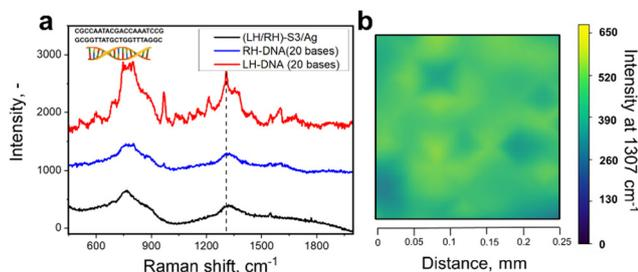 a
CGCCAATACGACCAAATCCG
GCGGTTATGCTGGTTTAGGC
(LH/RH)-S3/Ag
RH-DNA(20 bases)
LH-DNA (20 bases)
3000
2000
1000
0
Intensity, -
600 900 1200 1500 1800
Raman shift, cm-1
b
0 0.05 0.1 0.15 0.2 0.25
Distance, mm
650
520
390
260
130
0
Intensity at 1307 cm-1